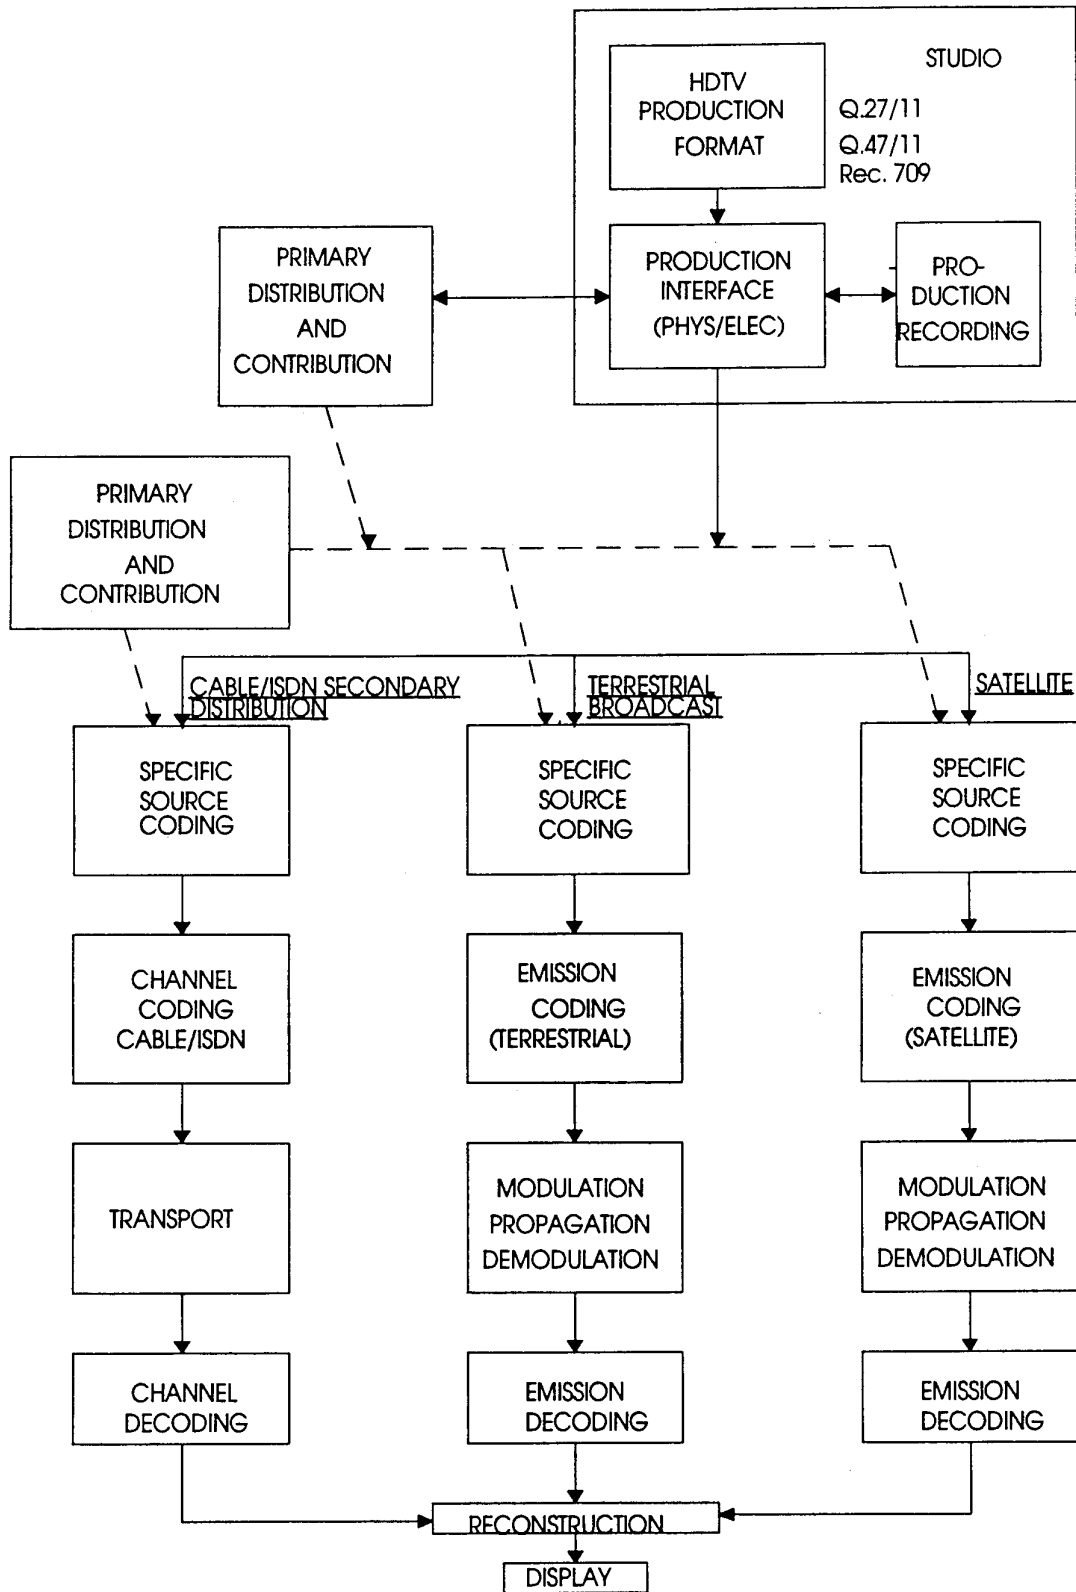 STUDIO
HDTV
PRODUCTION
FORMAT
Q.27/11
Q.47/11
Rec. 709
PRIMARY
DISTRIBUTION
AND
CONTRIBUTION
PRODUCTION
INTERFACE
(PHYS/ELEC)
PRO-
DUCTION
RECORDING
PRIMARY
DISTRIBUTION
AND
CONTRIBUTION
CABLE/ISDN SECONDARY
DISTRIBUTION
TERRESTRIAL
BROADCAST
SATELLITE
SPECIFIC
SOURCE
CODING
SPECIFIC
SOURCE
CODING
SPECIFIC
SOURCE
CODING
CHANNEL
CODING
CABLE/ISDN
EMISSION
CODING
(TERRESTRIAL)
EMISSION
CODING
(SATELLITE)
TRANSPORT
MODULATION
PROPAGATION
DEMODULATION
MODULATION
PROPAGATION
DEMODULATION
CHANNEL
DECODING
EMISSION
DECODING
EMISSION
DECODING
RECONSTRUCTION
DISPLAY